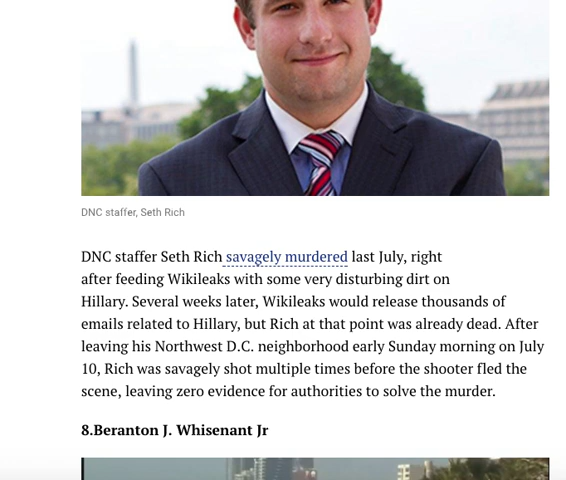 DNC staffer, Seth Rich
DNC staffer Seth Rich savagely murdered last July, right
after feeding Wikileaks with some very disturbing dirt on
Hillary. Several weeks later, Wikileaks would release thousands of
emails related to Hillary, but Rich at that point was already dead. After
leaving his Northwest D.C. neighborhood early Sunday morning on July
10, Rich was savagely shot multiple times before the shooter fled the
scene, leaving zero evidence for authorities to solve the murder.
8.Beranton J. Whisenant Jr